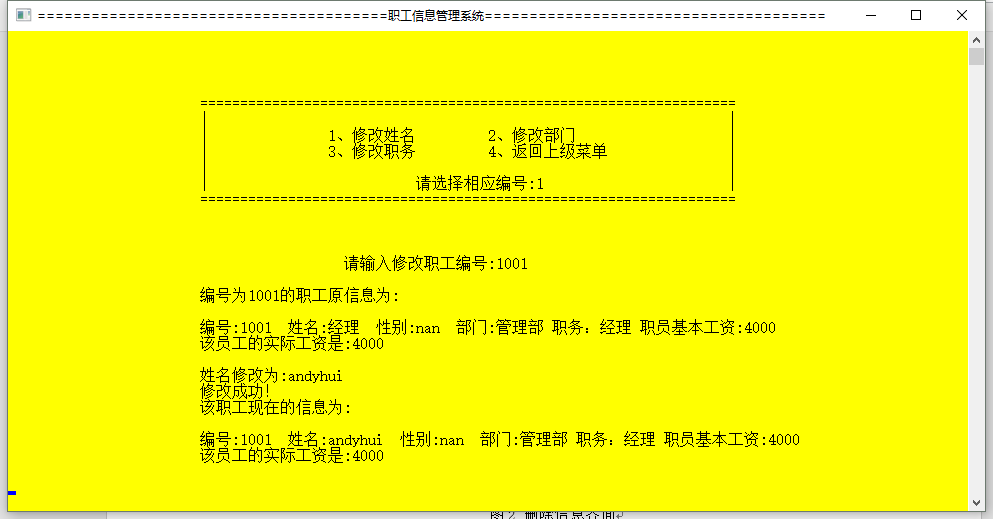 ======================================职工信息管理系统=====================================
===================================================================
1、修改姓名 2、修改部门
3、修改职务 4、返回上级菜单
请选择相应编号:1
===================================================================
请输入修改职工编号:1001
编号为1001的职工原信息为:
编号:1001 姓名:经理 性别:nan 部门:管理部 职务: 经理 职员基本工资:4000
该员工的实际工资是:4000
姓名修改为:andyhui
修改成功!
该职工现在的信息为:
编号:1001 姓名:andyhui 性别:nan 部门:管理部 职务: 经理 职员基本工资:4000
该员工的实际工资是:4000
图2 删除信息界面